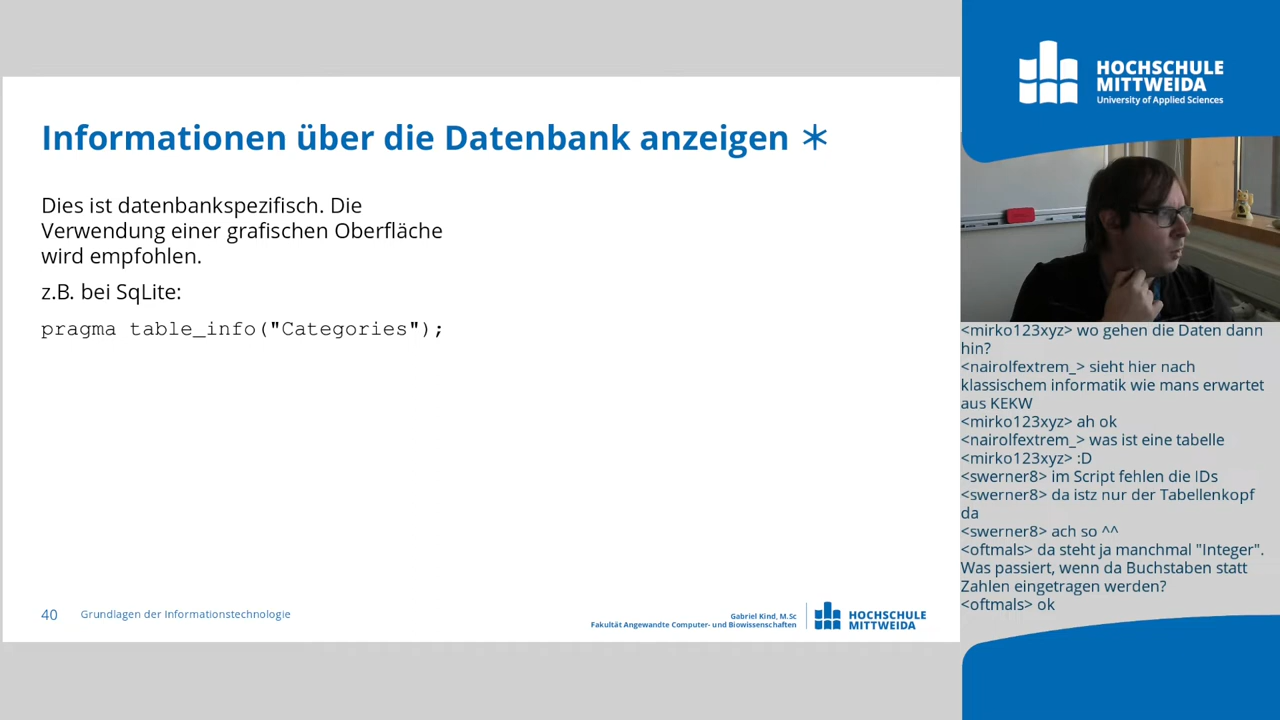 Informationen über die Datenbank anzeigen ∗
Dies ist datenbankspezifisch. Die
Verwendung einer grafischen Oberfläche
wird empfohlen.
z.B. bei SqLite:
pragma table_info("Categories");
40 Grundlagen der Informationstechnologie
Gabriel Kind, M.Sc
Fakultät Angewandte Computer- und Biowissenschaften
HOCHSCHULE
MITTWEIDA
HOCHSCHULE
MITTWEIDA
University of Applied Sciences
<mirko123xyz> wo gehen die Daten dann
hin?
<nairolfextrem_> sieht hier nach
klassischem informatik wie mans erwartet
aus KEKW
<mirko123xyz> ah ok
<nairolfextrem_> was ist eine tabelle
<mirko123xyz> :D
<swerner8> im Script fehlen die IDs
<swerner8> da istz nur der Tabellenkopf
da
<swerner8> ach so ^^
<oftmals> da steht ja manchmal "Integer".
Was passiert, wenn da Buchstaben statt
Zahlen eingetragen werden?
<oftmals> ok